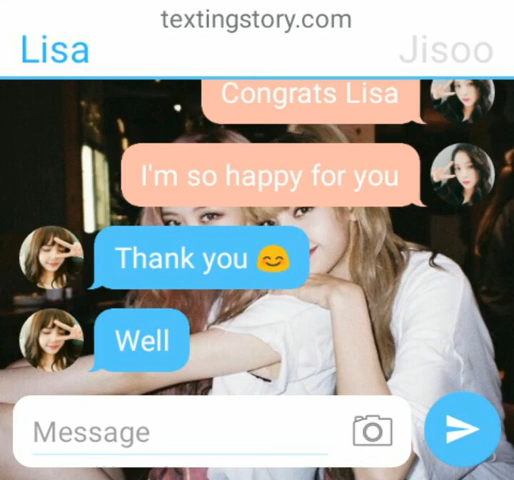 textingstory.com
Lisa Jisoo
Congrats Lisa
I'm so happy for you
Thank you 😊
Well
Message